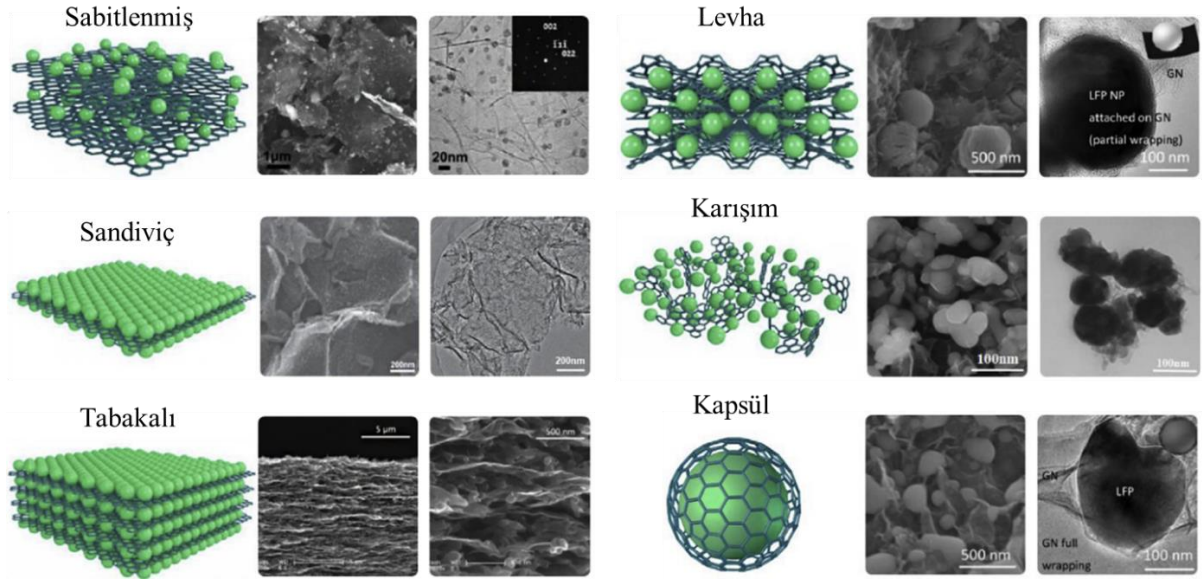 Sabitlenmiş
1µm
002
1̄31̄
022
20nm
Levha
500 nm
GN
LFP NP
attached on GN
(partial wrapping)
100 nm
Sandiviç
200nm
200nm
Karışım
100nm
100nm
Tabakalı
5 µm
500 nm
Kapsül
500 nm
GN
LFP
GN full
wrapping
100 nm